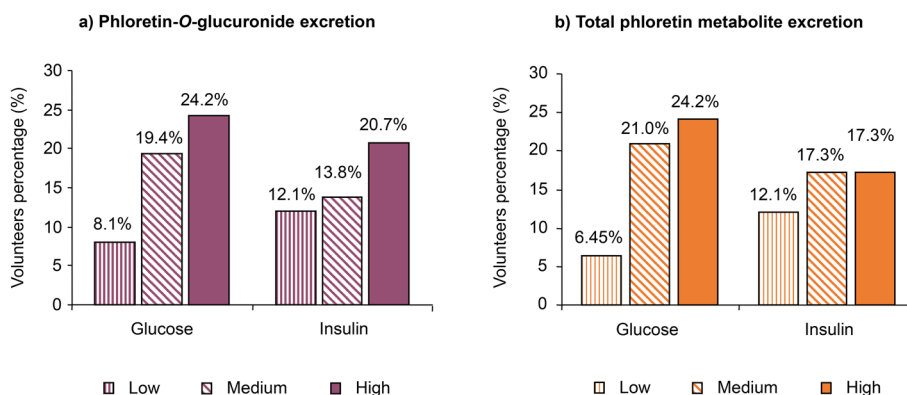 a) Phloretin-O-glucuronide excretion
Volunteers percentage (%)
30
25
20
15
10
5
0
8.1%
19.4%
24.2%
12.1%
13.8%
20.7%
Glucose
Insulin
Low
Medium
High
b) Total phloretin metabolite excretion
Volunteers percentage (%)
30
25
20
15
10
5
0
6.45%
21.0%
24.2%
12.1%
17.3%
17.3%
Glucose
Insulin
Low
Medium
High